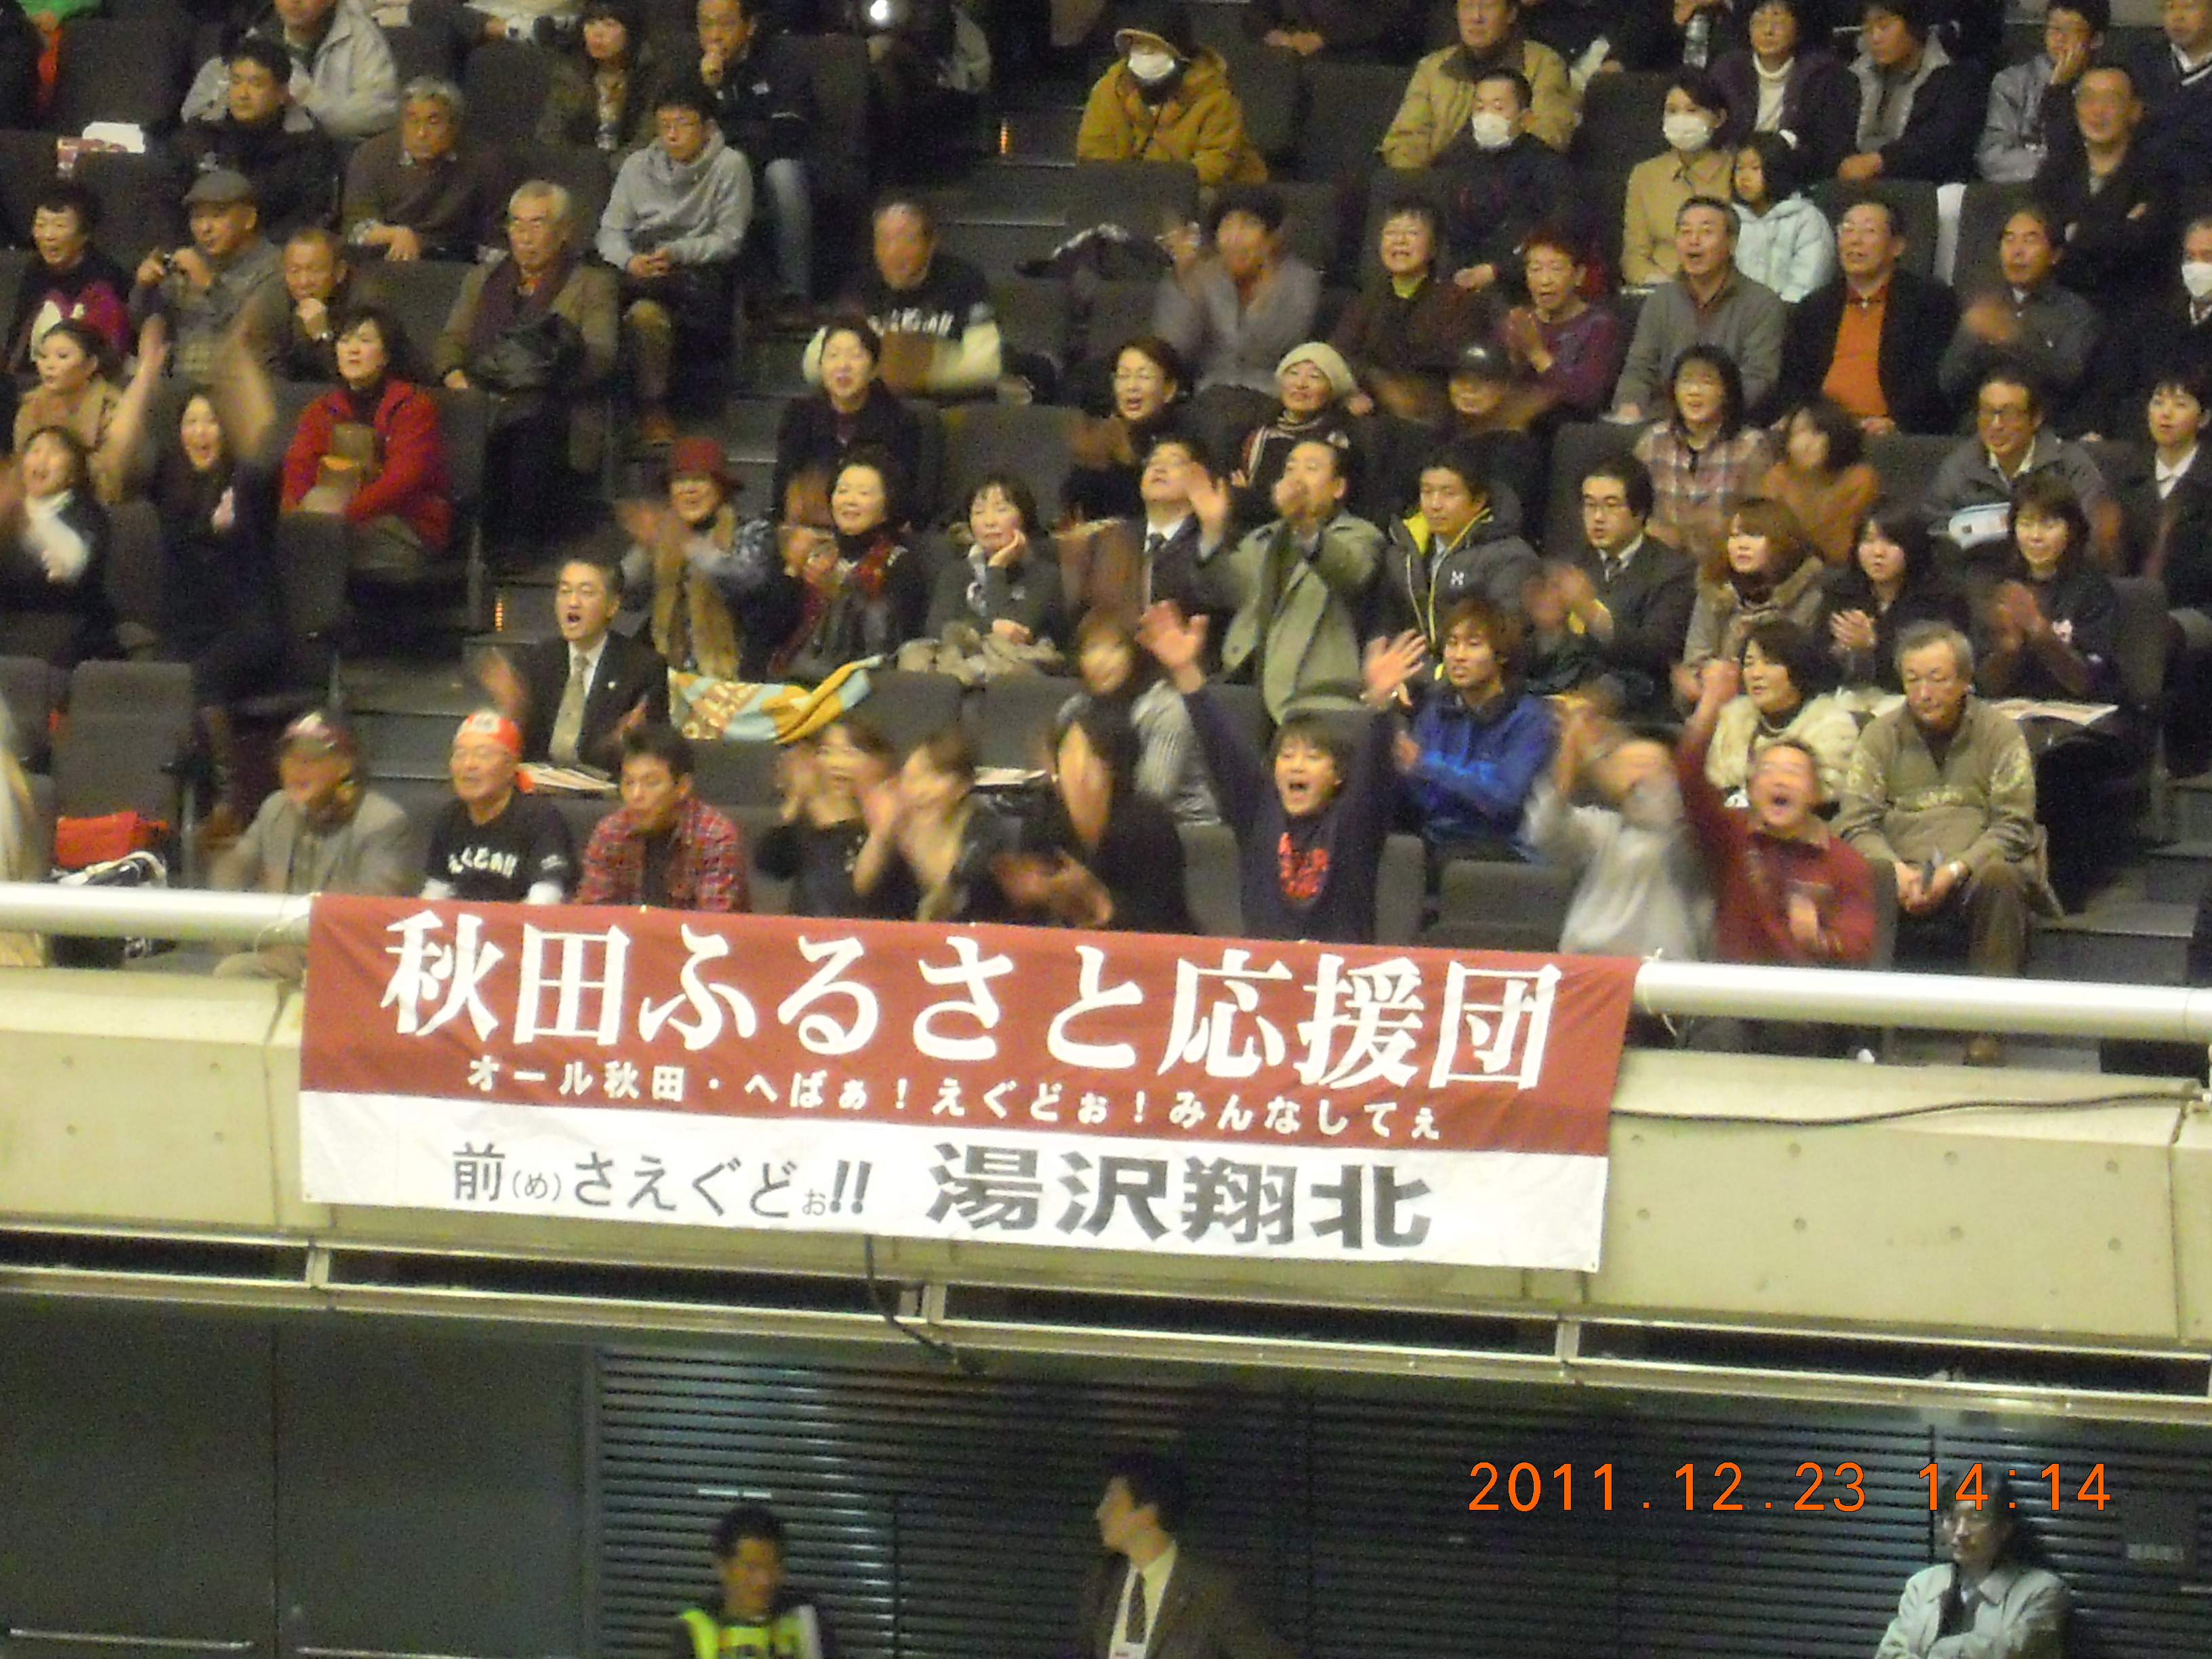 秋田ふるさと応援団
オール秋田・へばぁ！えぐどぉ！みんなしてぇ
前(め)さえぐどぉ!! 湯沢翔北
2011.12.23 14:14